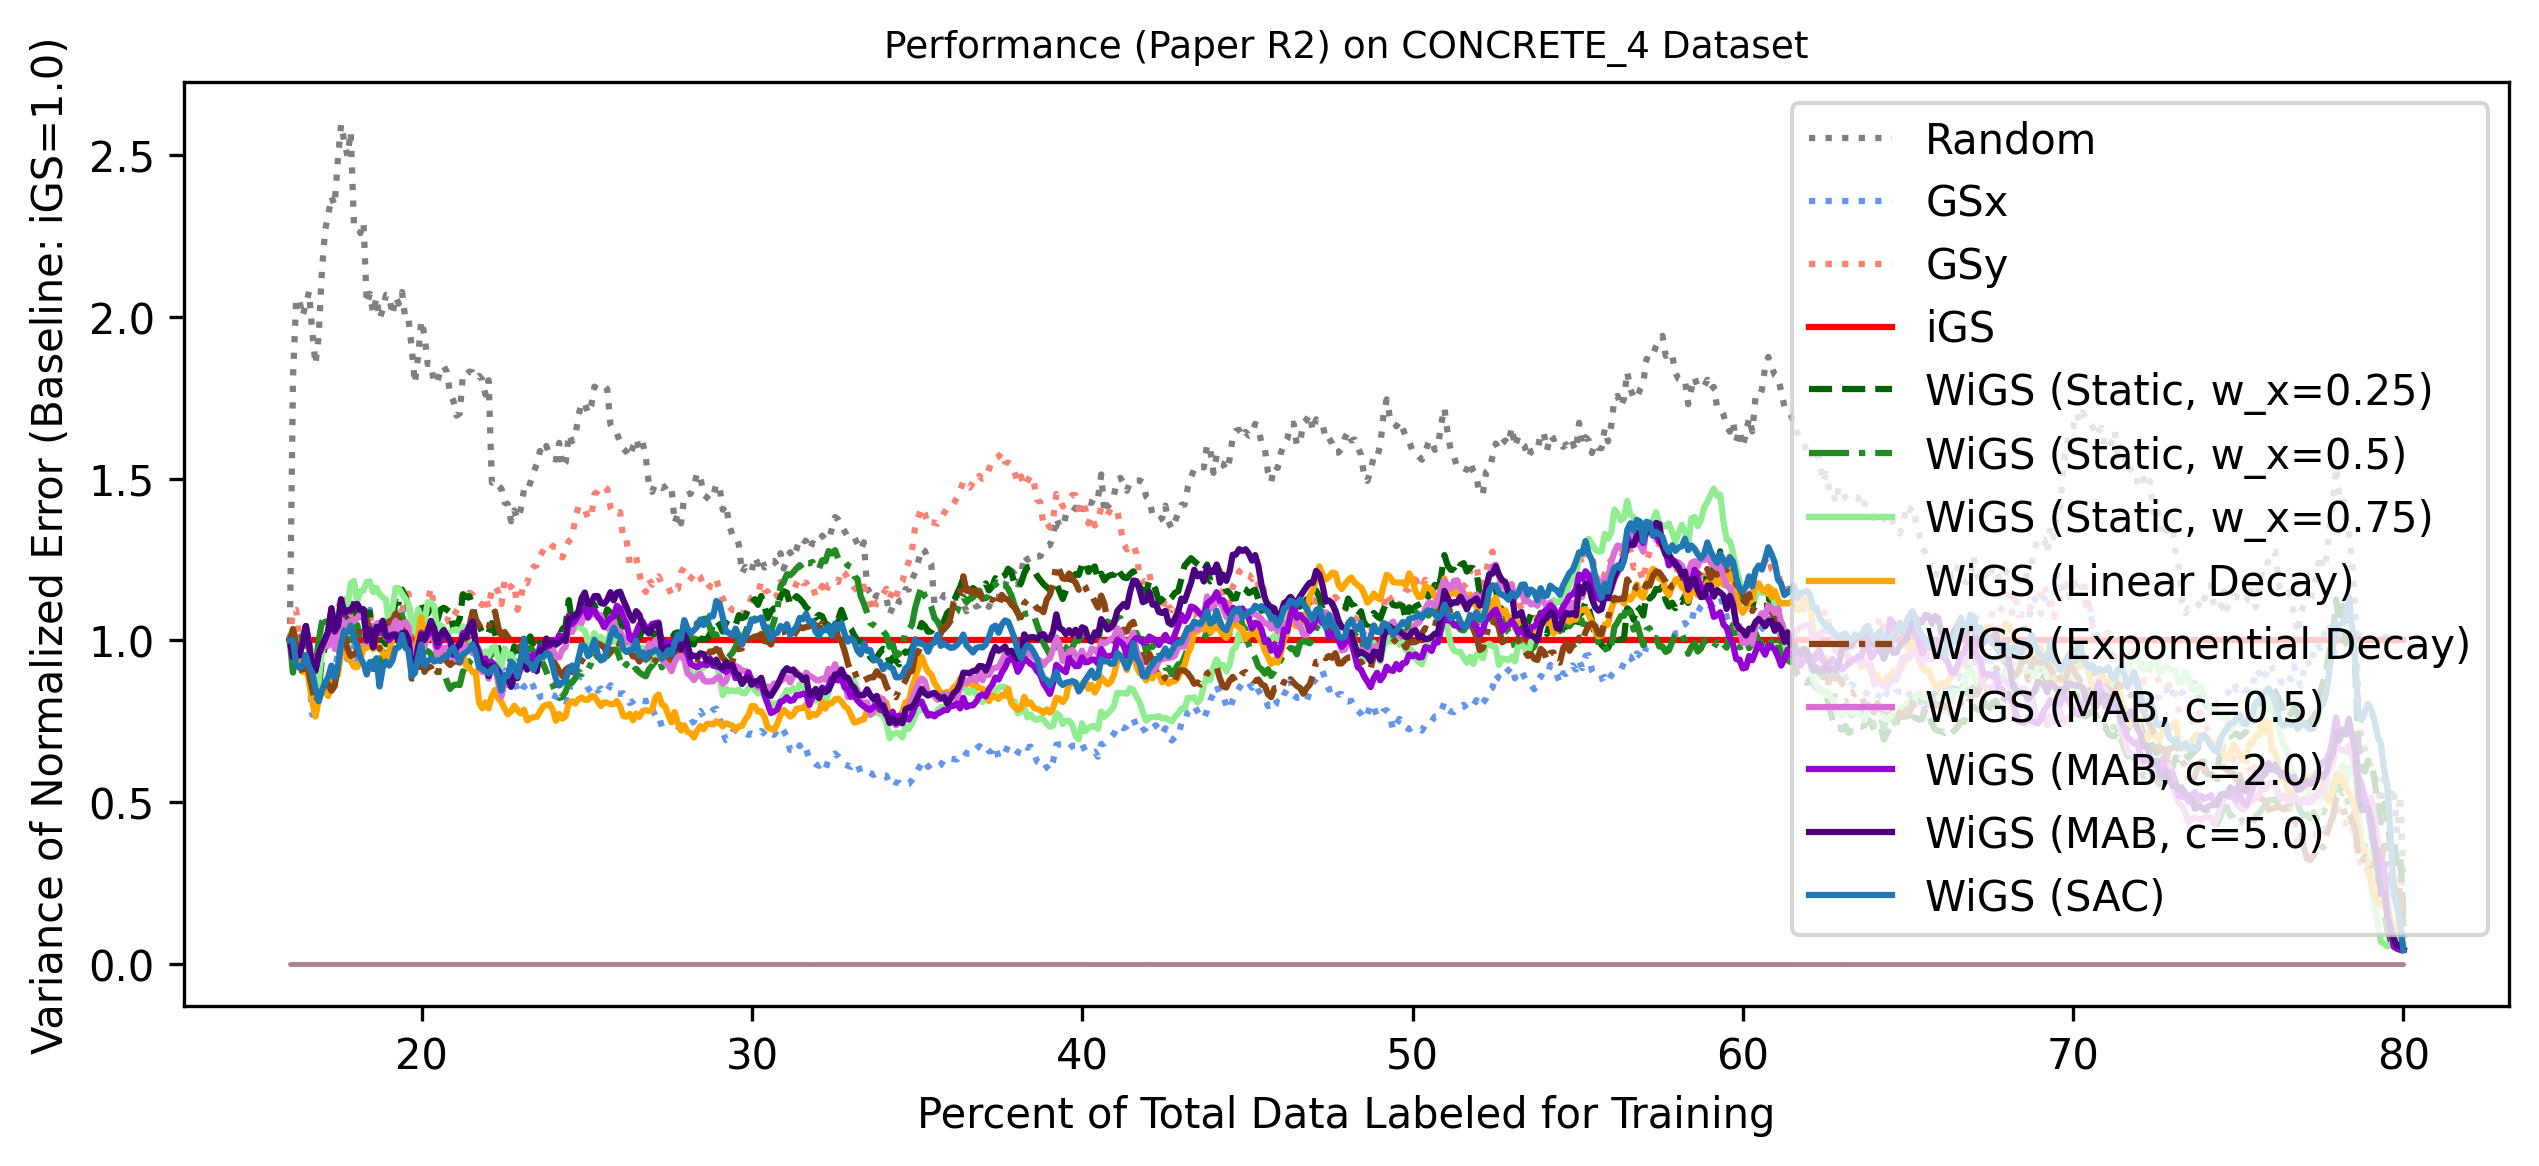 Performance (Paper R2) on CONCRETE_4 Dataset
Variance of Normalized Error (Baseline: iGS=1.0)
2.5
2.0
1.5
1.0
0.5
0.0
20 30 40 50 60 70 80
Percent of Total Data Labeled for Training
Random
GSx
GSy
iGS
WiGS (Static, w_x=0.25)
WiGS (Static, w_x=0.5)
WiGS (Static, w_x=0.75)
WiGS (Linear Decay)
WiGS (Exponential Decay)
WiGS (MAB, c=0.5)
WiGS (MAB, c=2.0)
WiGS (MAB, c=5.0)
WiGS (SAC)